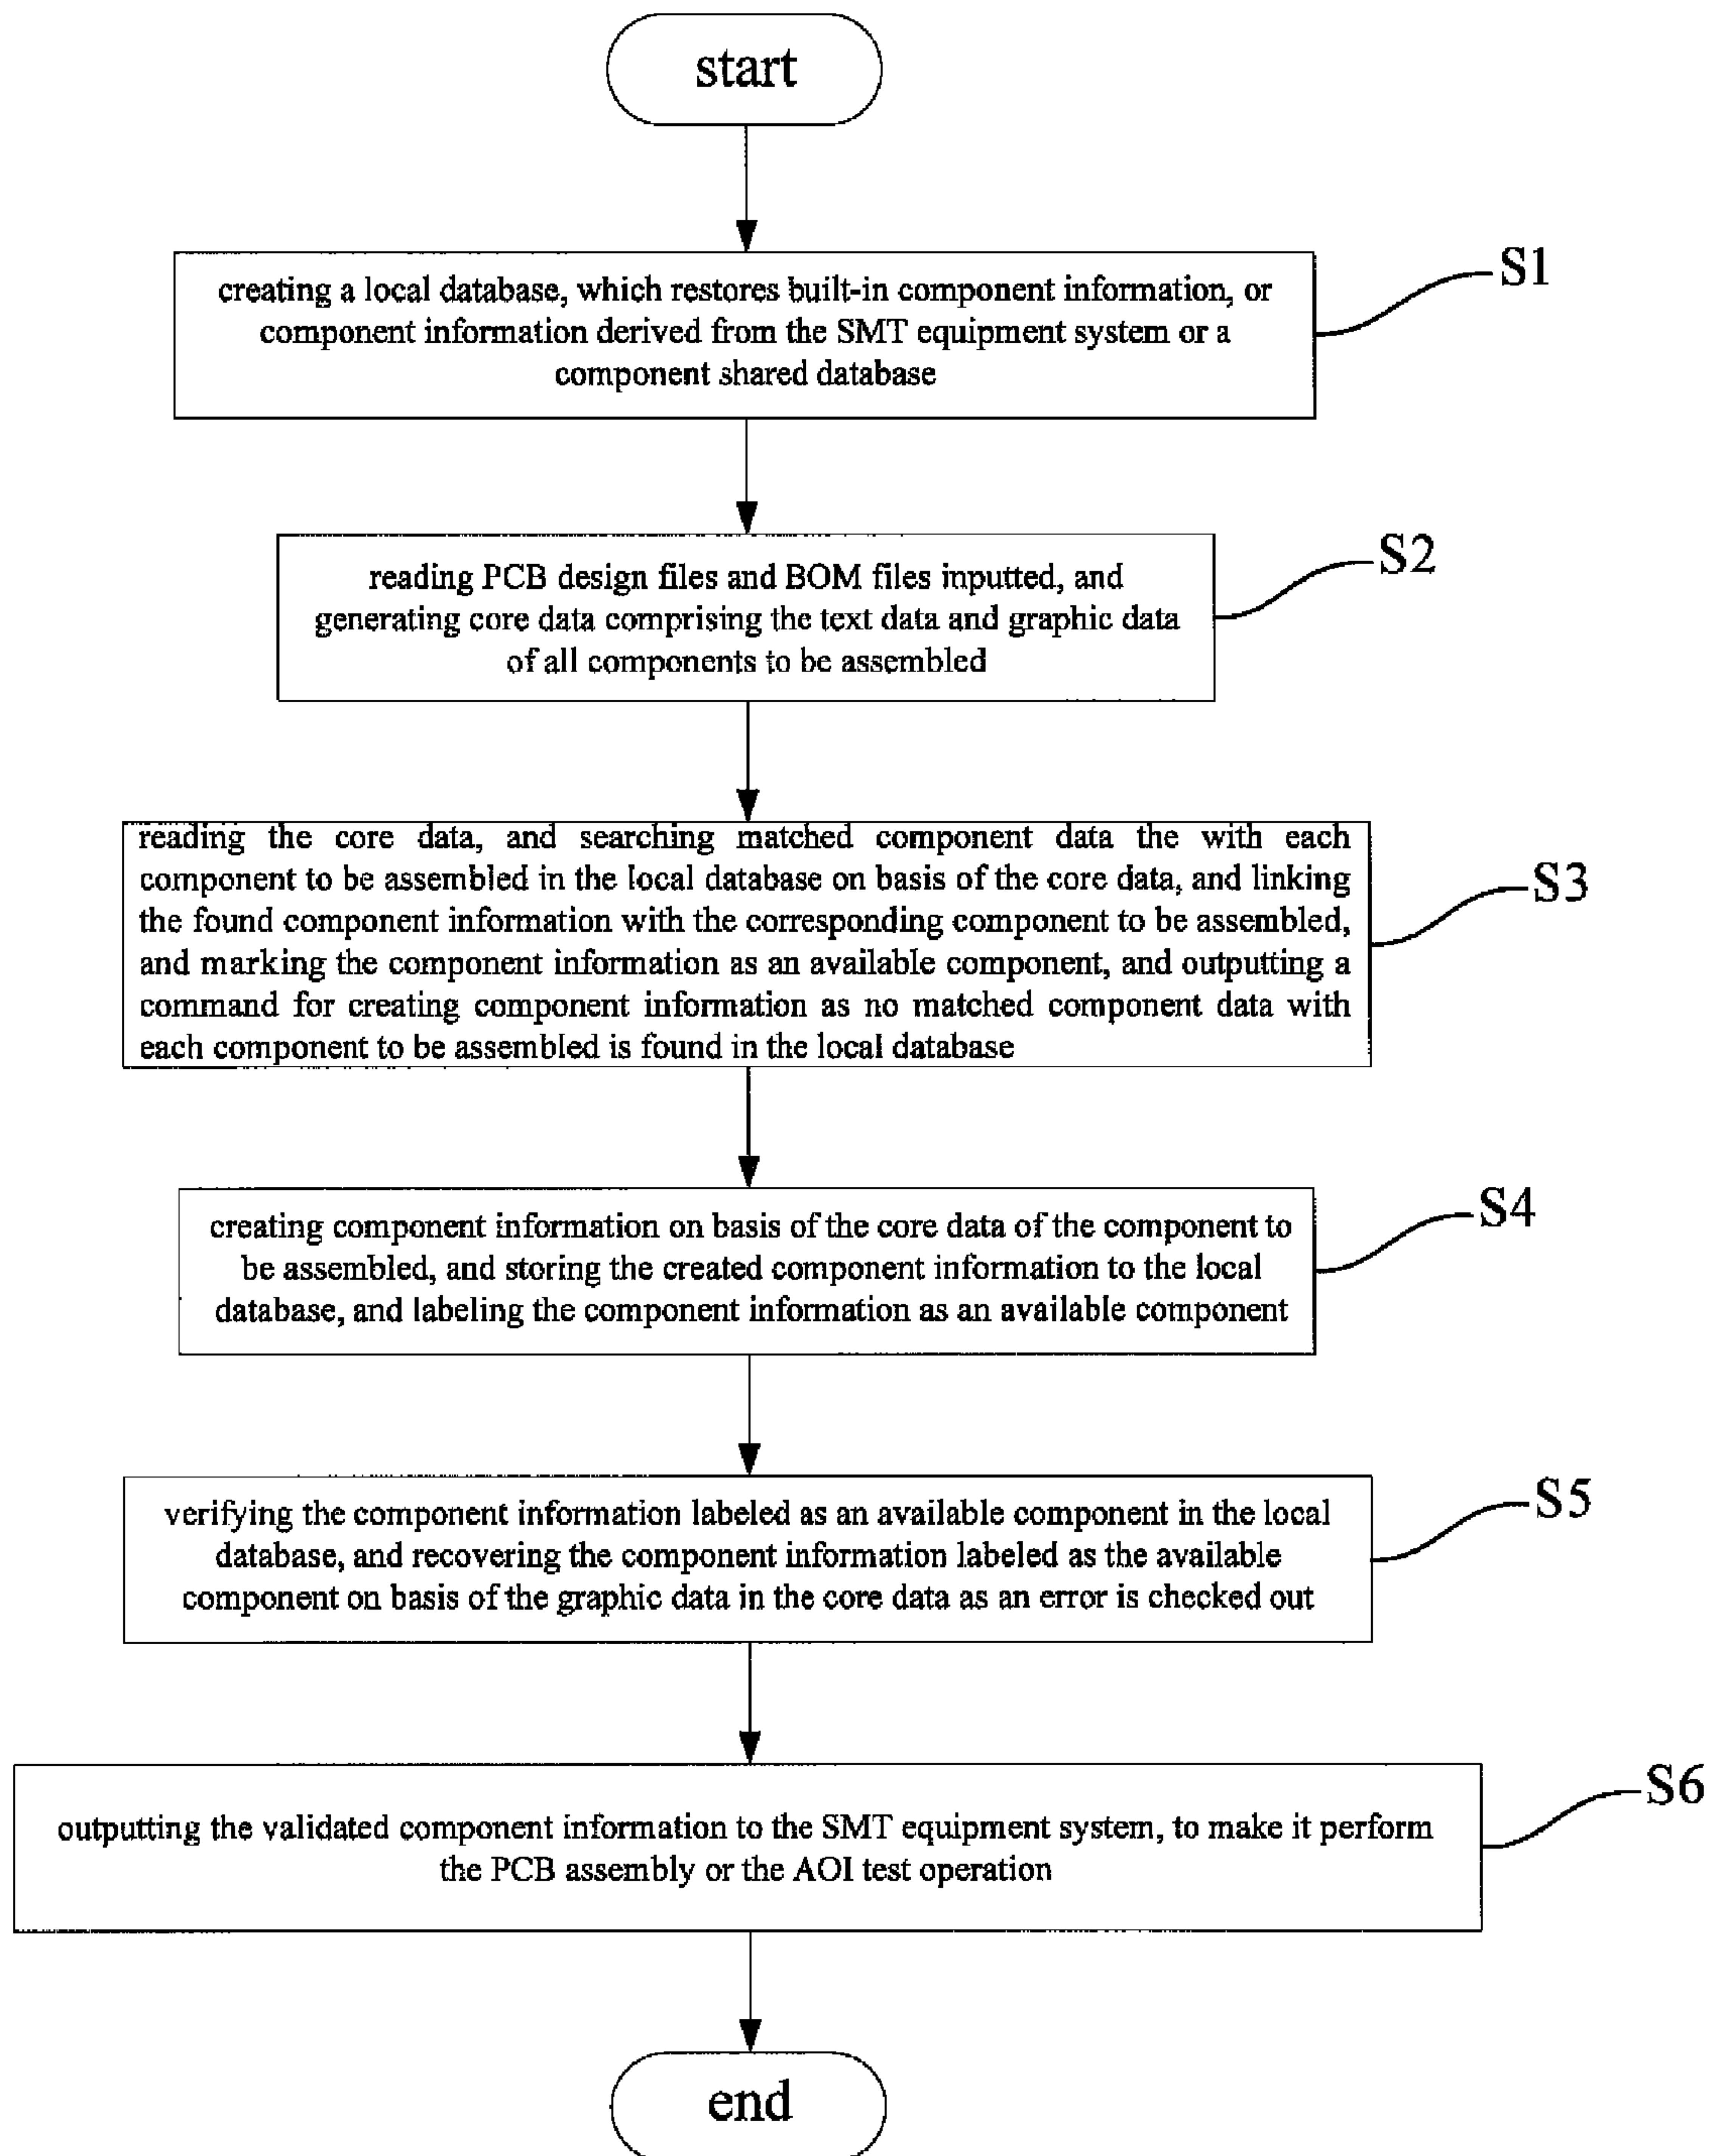 start
creating a local database, which restores built-in component information, or
component information derived from the SMT equipment system or a
component shared database
S1
reading PCB design files and BOM files inputted, and
generating core data comprising the text data and graphic data
of all components to be assembled
S2
reading the core data, and searching matched component data the with each
component to be assembled in the local database on basis of the core data, and linking
the found component information with the corresponding component to be assembled,
and marking the component information as an available component, and outputting a
command for creating component information as no matched component data with
each component to be assembled is found in the local database
S3
creating component information on basis of the core data of the component to
be assembled, and storing the created component information to the local
database, and labeling the component information as an available component
S4
verifying the component information labeled as an available component in the local
database, and recovering the component information labeled as the available
component on basis of the graphic data in the core data as an error is checked out
S5
outputting the validated component information to the SMT equipment system, to make it perform
the PCB assembly or the AOI test operation
S6
end